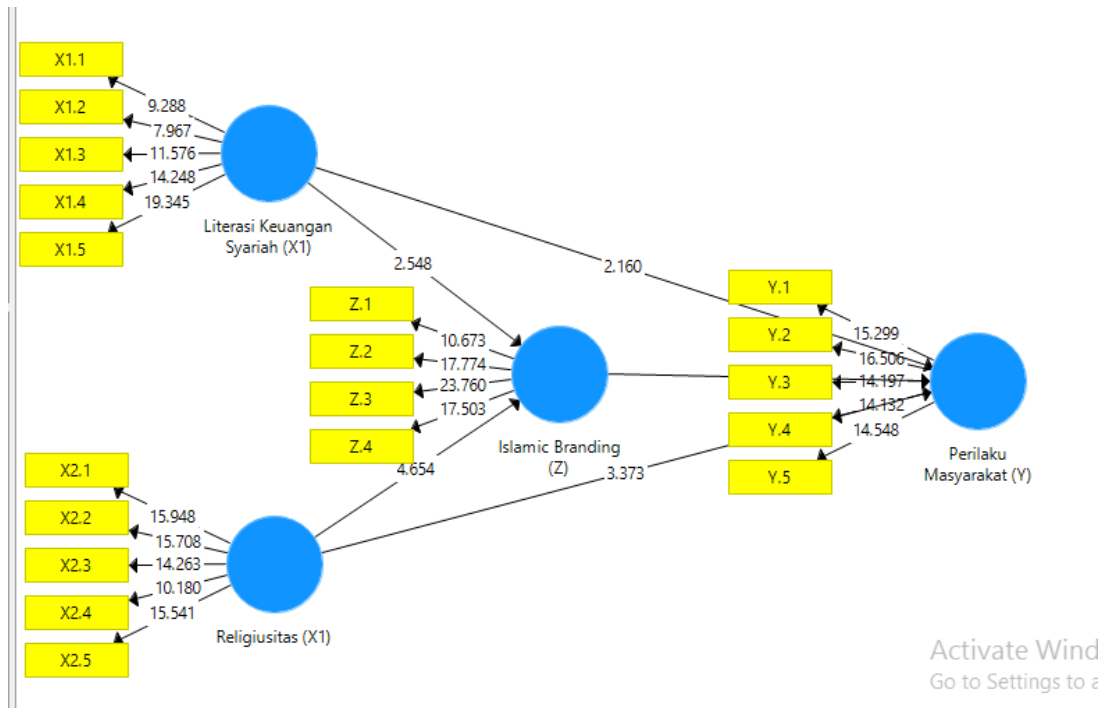 X1.1
X1.2
X1.3
X1.4
X1.5
9.288
7.967
11.576
14.248
19.345
Literasi Keuangan
Syariah (X1)
2.548
2.160
Z.1
Z.2
Z.3
Z.4
10.673
17.774
23.760
17.503
Islamic Branding
(Z)
4.654
3.373
Y.1
Y.2
Y.3
Y.4
Y.5
15.299
16.506
14.197
14.132
14.548
Perilaku
Masyarakat (Y)
X2.1
X2.2
X2.3
X2.4
X2.5
15.948
15.708
14.263
10.180
15.541
Religiusitas (X1)
Activate Wind
Go to Settings to a